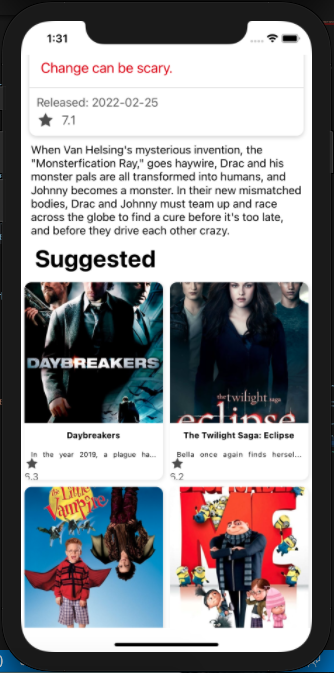 1:31
Change can be scary.
Released: 2022-02-25
7.1
When Van Helsing's mysterious invention, the
"Monsterfication Ray," goes haywire, Drac and his
monster pals are all transformed into humans, and
Johnny becomes a monster. In their new mismatched
bodies, Drac and Johnny must team up and race
across the globe to find a cure before it's too late,
and before they drive each other crazy.
Suggested
DAYBREAKERS
the twilight saga
eclipse
Daybreakers
The Twilight Saga: Eclipse
In the year 2019, a plague ha...
Bella once again finds hersel...
5.3
6.2
the Little
Vampire
ME